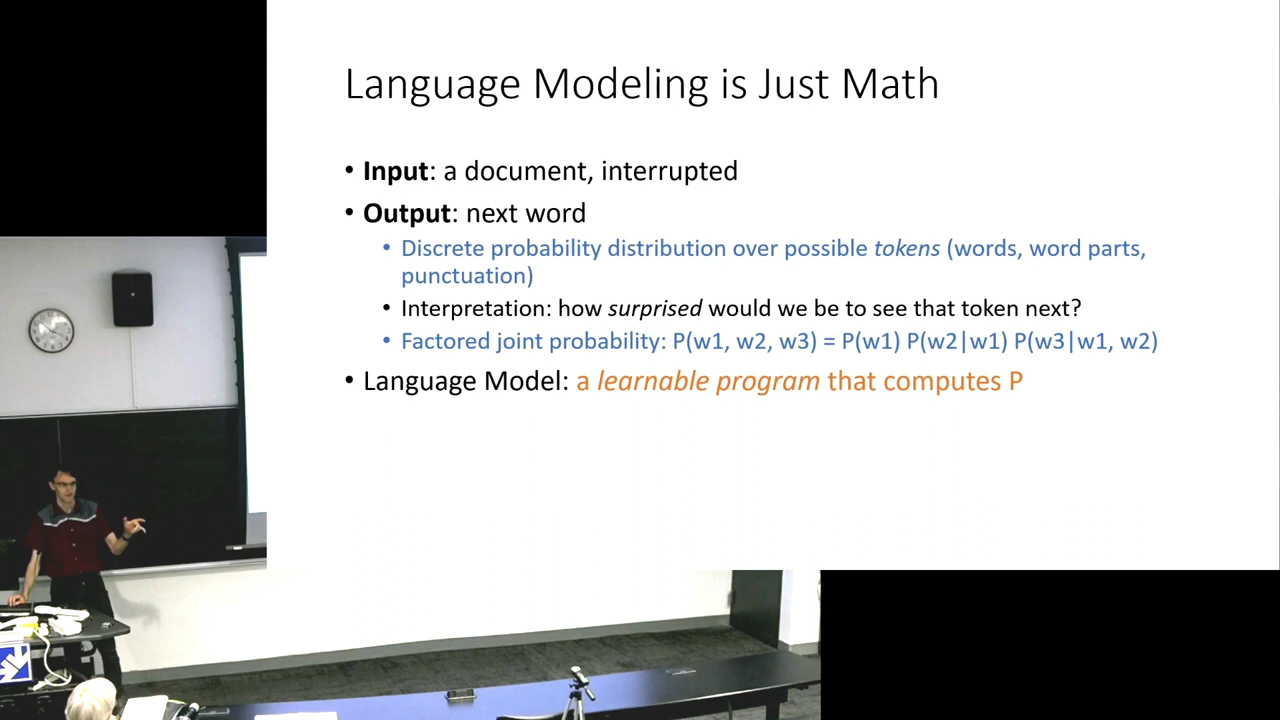 Language Modeling is Just Math
• Input: a document, interrupted
• Output: next word
• Discrete probability distribution over possible tokens (words, word parts,
punctuation)
• Interpretation: how surprised would we be to see that token next?
• Factored joint probability: P(w1, w2, w3) = P(w1) P(w2|w1) P(w3|w1, w2)
• Language Model: a learnable program that computes P